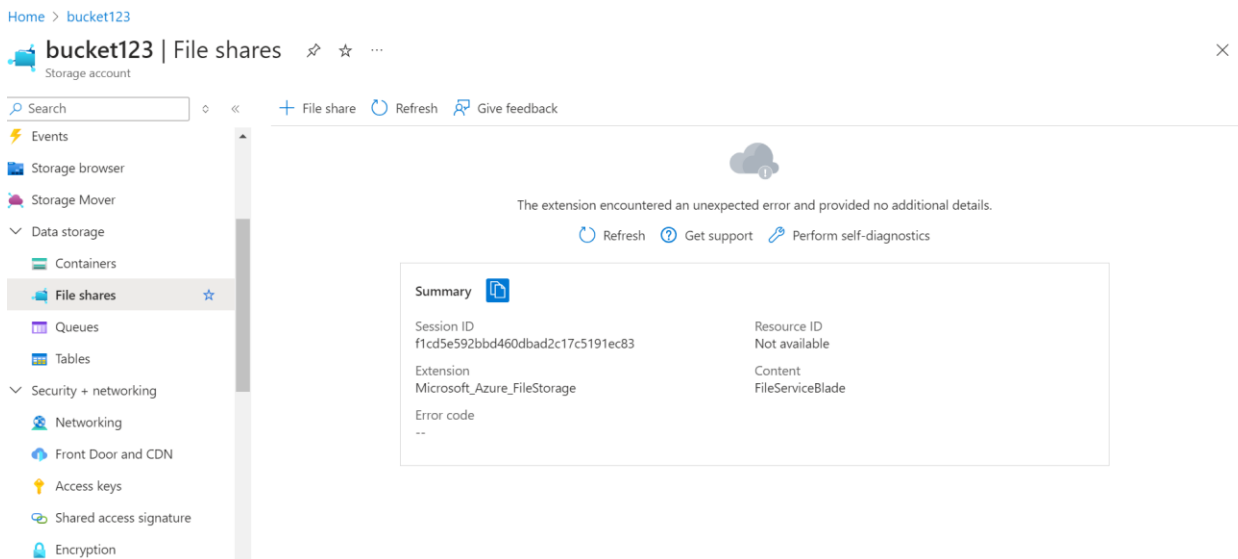 Home > bucket123
bucket123 | File shares
Storage account
Search
+ File share Refresh Give feedback
Events
Storage browser
Storage Mover
Data storage
Containers
File shares
Queues
Tables
Security + networking
Networking
Front Door and CDN
Access keys
Shared access signature
Encryption
The extension encountered an unexpected error and provided no additional details.
Refresh Get support Perform self-diagnostics
Summary
Session ID
f1cd5e592bbd460dbad2c17c5191ec83
Resource ID
Not available
Extension
Microsoft_Azure_FileStorage
Content
FileServiceBlade
Error code
--